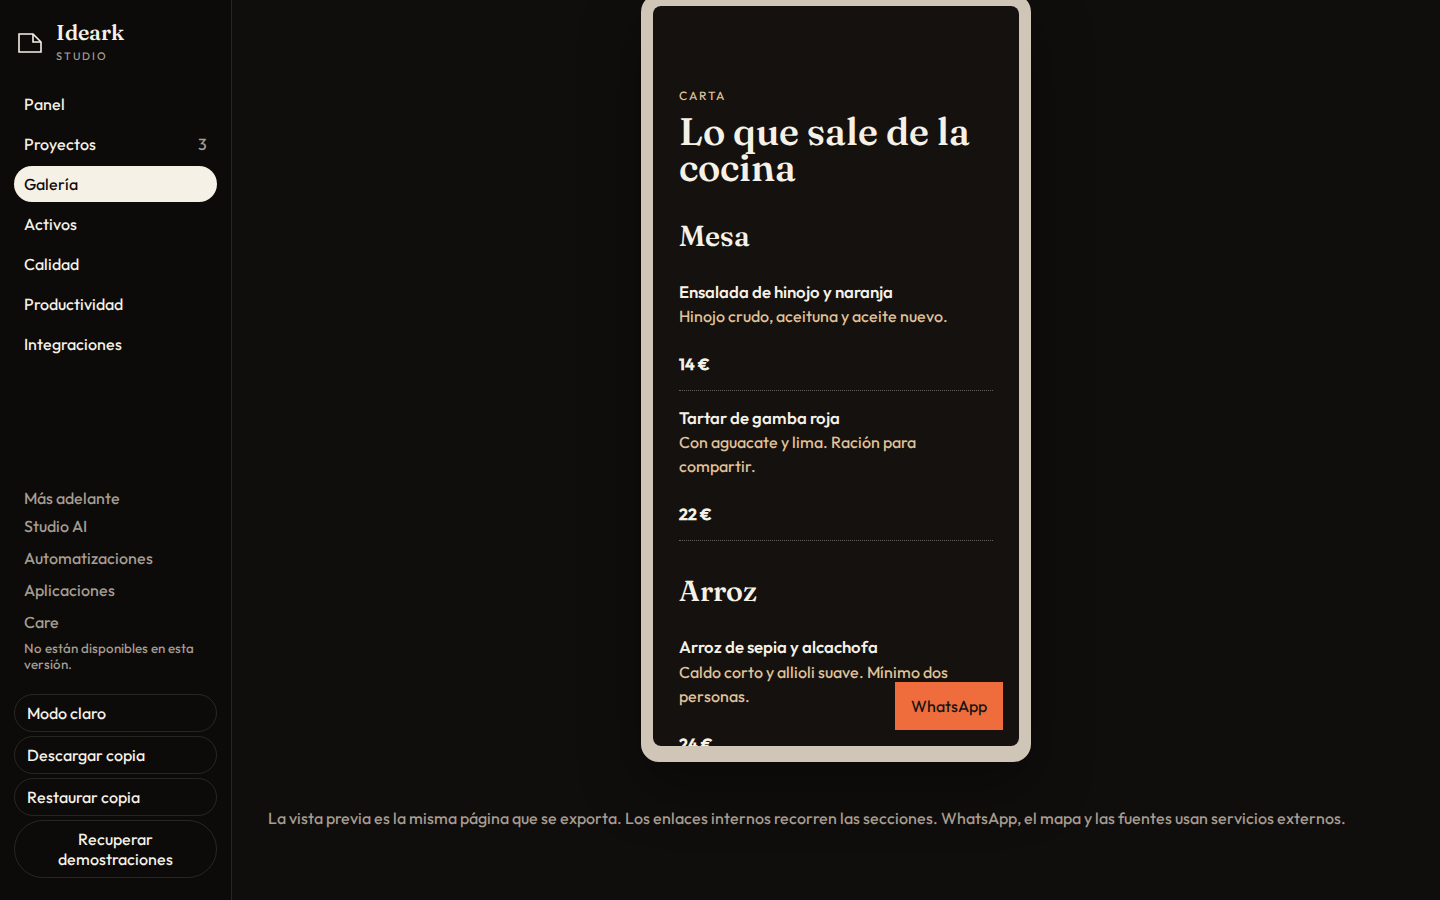 Ideark
STUDIO
Panel
Proyectos 3
Galería
Activos
Calidad
Productividad
Integraciones
Más adelante
Studio AI
Automatizaciones
Aplicaciones
Care
No están disponibles en esta
versión.
Modo claro
Descargar copia
Restaurar copia
Recuperar
demostraciones
CARTA
Lo que sale de la
cocina
Mesa
Ensalada de hinojo y naranja
Hinojo crudo, aceituna y aceite nuevo.
14 €
Tartar de gamba roja
Con aguacate y lima. Ración para
compartir.
22 €
Arroz
Arroz de sepia y alcachofa
Caldo corto y allioli suave. Mínimo dos
personas.
WhatsApp
24 €
La vista previa es la misma página que se exporta. Los enlaces internos recorren las secciones. WhatsApp, el mapa y las fuentes usan servicios externos.